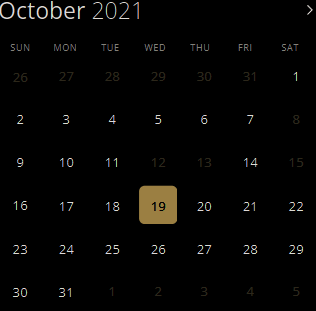 October 2021
SUN MON TUE WED THU FRI SAT
26 27 28 29 30 31 1
2 3 4 5 6 7 8
9 10 11 12 13 14 15
16 17 18 19 20 21 22
23 24 25 26 27 28 29
30 31 1 2 3 4 5